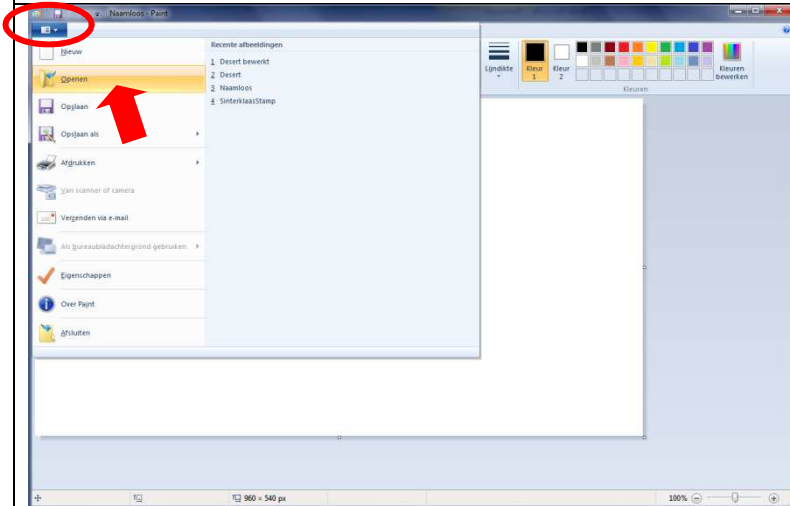 Naamloos - Paint
Nieuw
Openen
Opslaan
Opslaan als
Afdrukken
Van scanner of camera
Verzenden via e-mail
Als bureaubladachtergrond gebruiken
Eigenschappen
Over Paint
Afsluiten
Recente afbeeldingen
1 Desert bewerkt
2 Desert
3 Naamloos
4 SinterklaasStamp
Lijndikte
Kleur 1
Kleur 2
Kleuren bewerken
Kleuren
960 × 540 px
100%